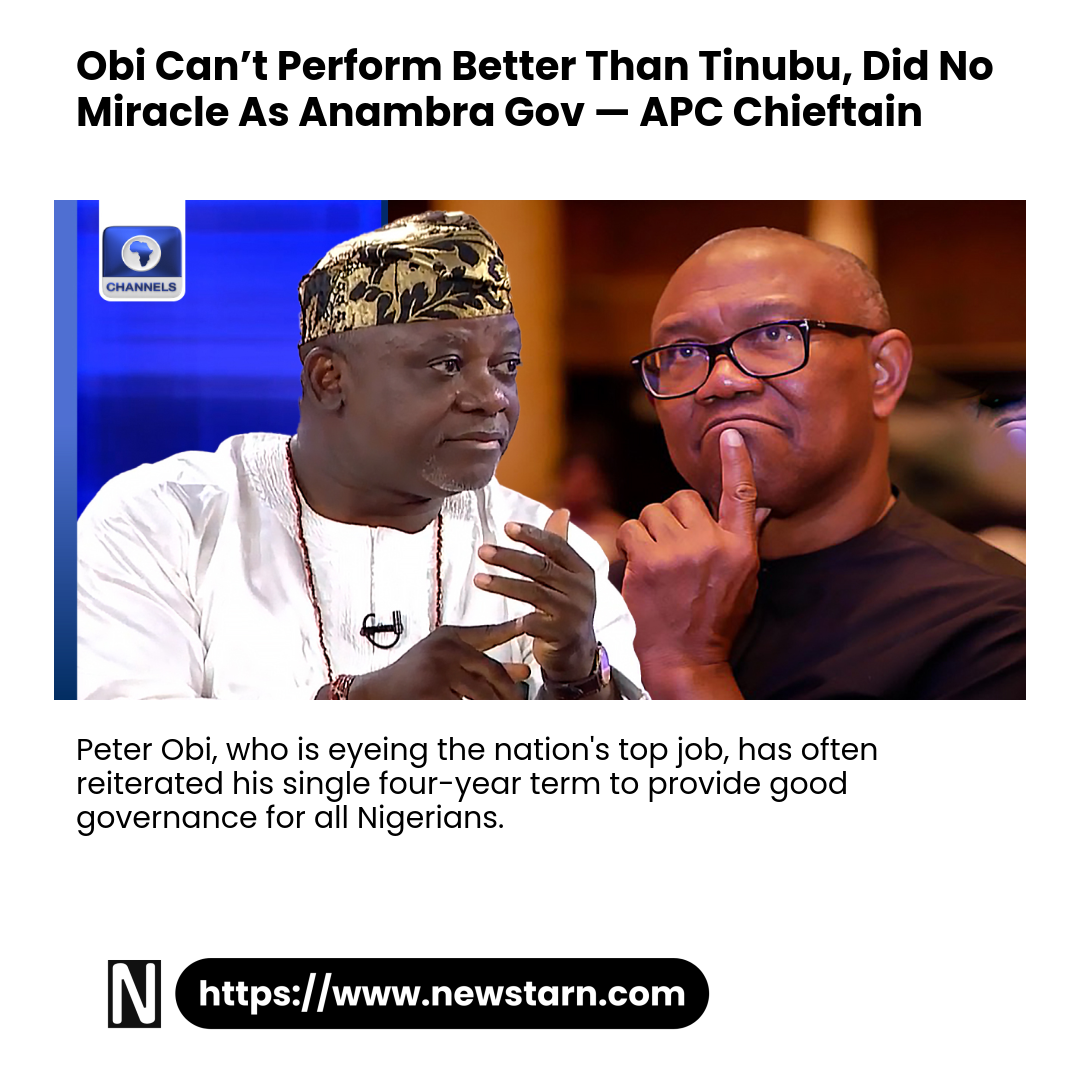 Obi Can’t Perform Better Than Tinubu, Did No
Miracle As Anambra Gov — APC Chieftain
CHANNELS
Peter Obi, who is eyeing the nation's top job, has often
reiterated his single four-year term to provide good
governance for all Nigerians.
N
https://www.newstarn.com